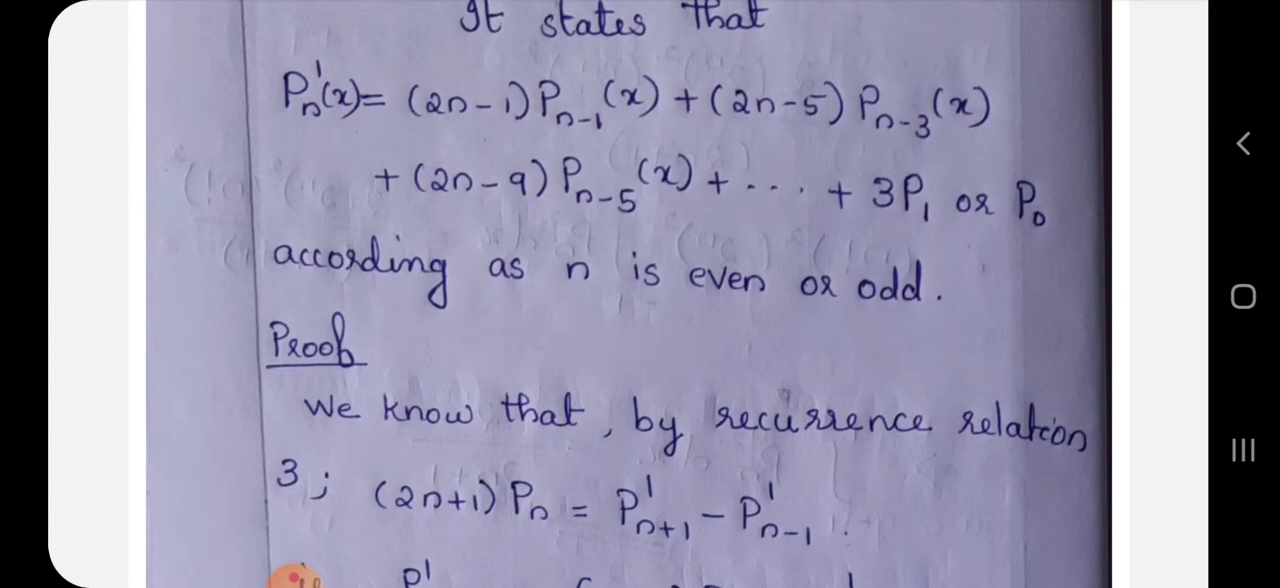 It states that
Pₙ'(x) = (2n-1) Pₙ₋₁(x) + (2n-5) Pₙ₋₃(x)
+ (2n-9) Pₙ₋₅(x) + .... + 3P₁ or P₀
according as n is even or odd.
Proof
We know that, by recurrence relation
3; (2n+1) Pₙ = P'ₙ₊₁ - P'ₙ₋₁.